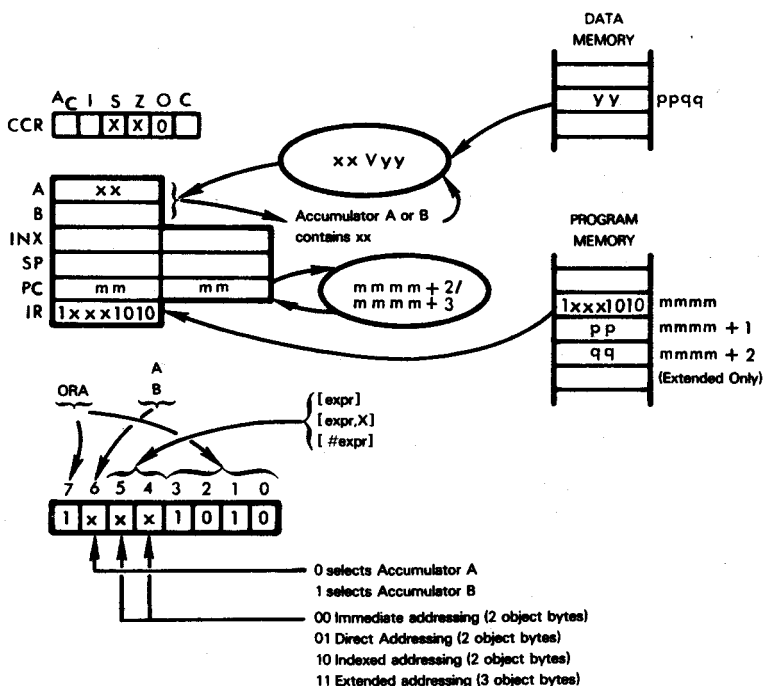 DATA
MEMORY
yy ppqq
A C I S Z O C
CCR X X 0
xx V yy
A xx
B
Accumulator A or B
contains xx
INX
SP
PC mm mm
IR 1xxx1010
mmmm + 2/
mmmm + 3
PROGRAM
MEMORY
1xxx1010 mmmm
pp mmmm + 1
qq mmmm + 2
(Extended Only)
ORA
A
B
[expr]
[expr,X]
[ #expr]
7 6 5 4 3 2 1 0
1 x x x 1 0 1 0
0 selects Accumulator A
1 selects Accumulator B
00 Immediate addressing (2 object bytes)
01 Direct Addressing (2 object bytes)
10 Indexed addressing (2 object bytes)
11 Extended addressing (3 object bytes)